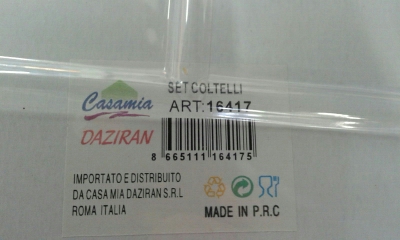 SET COLTELLI
Casamia
ART:16417
DAZIRAN
8 665111 164175
IMPORTATO E DISTRIBUITO
DA CASA MIA DAZIRAN S.R.L
ROMA ITALIA
MADE IN P.R.C